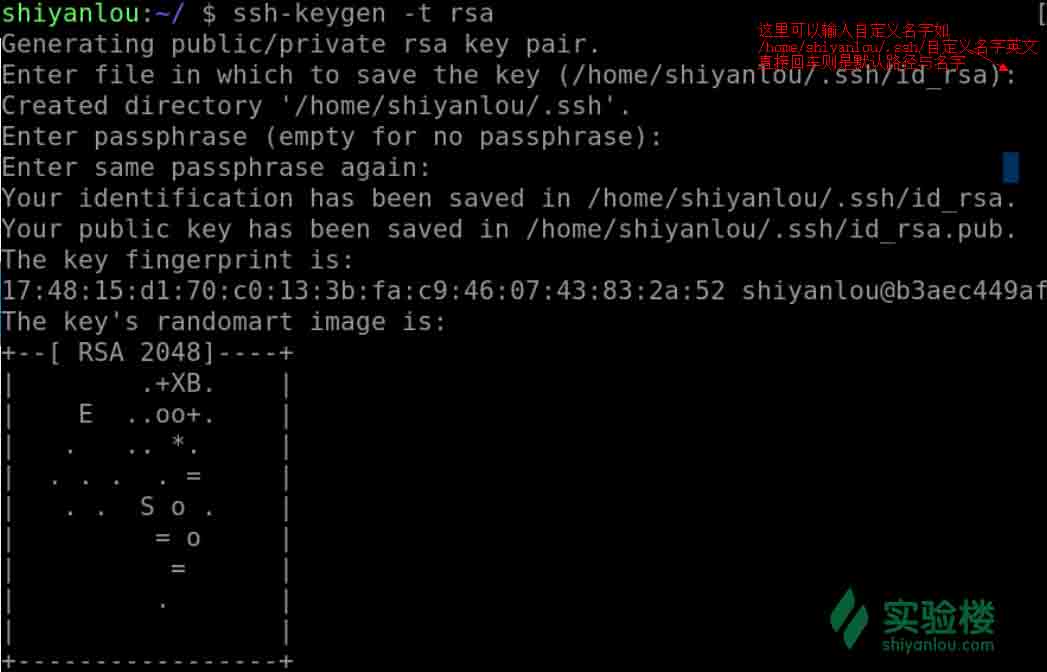 shiyanlou:~/ $ ssh-keygen -t rsa [
这里可以输入自定义名字如
/home/shiyanlou/.ssh/自定义名字英文
直接回车则是默认路径与名字
Generating public/private rsa key pair.
Enter file in which to save the key (/home/shiyanlou/.ssh/id_rsa):
Created directory '/home/shiyanlou/.ssh'.
Enter passphrase (empty for no passphrase):
Enter same passphrase again:
Your identification has been saved in /home/shiyanlou/.ssh/id_rsa.
Your public key has been saved in /home/shiyanlou/.ssh/id_rsa.pub.
The key fingerprint is:
17:48:15:d1:70:c0:13:3b:fa:c9:46:07:43:83:2a:52 shiyanlou@b3aec449af
The key's randomart image is:
+--[ RSA 2048]----+
|        .+XB.    |
|    E  ..oo+.    |
|   .   .. *.     |
|  . . .  . =     |
|   . .  S o .    |
|         = o     |
|          =      |
|         .       |
|                 |
+-----------------+
实验楼
shiyanlou.com